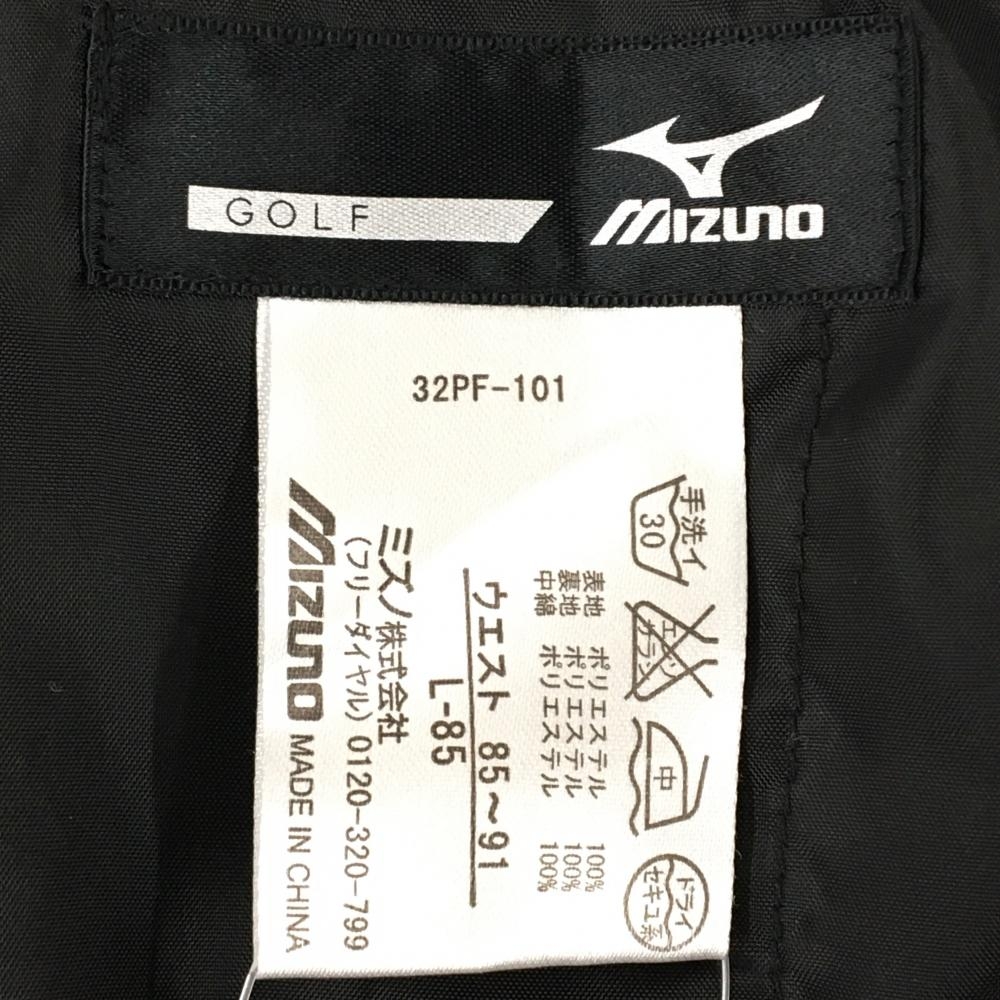 GOLF
MIZUNO
32PF-101
手洗イ
30
エンソ
サラシ
中
ドライ
セキユ系
表地 ポリエステル 100%
裏地 ポリエステル 100%
中綿 ポリエステル 100%
ウエスト 85～91
L-85
ミズノ株式会社
(フリーダイヤル) 0120-320-799
MIZUNO MADE IN CHINA